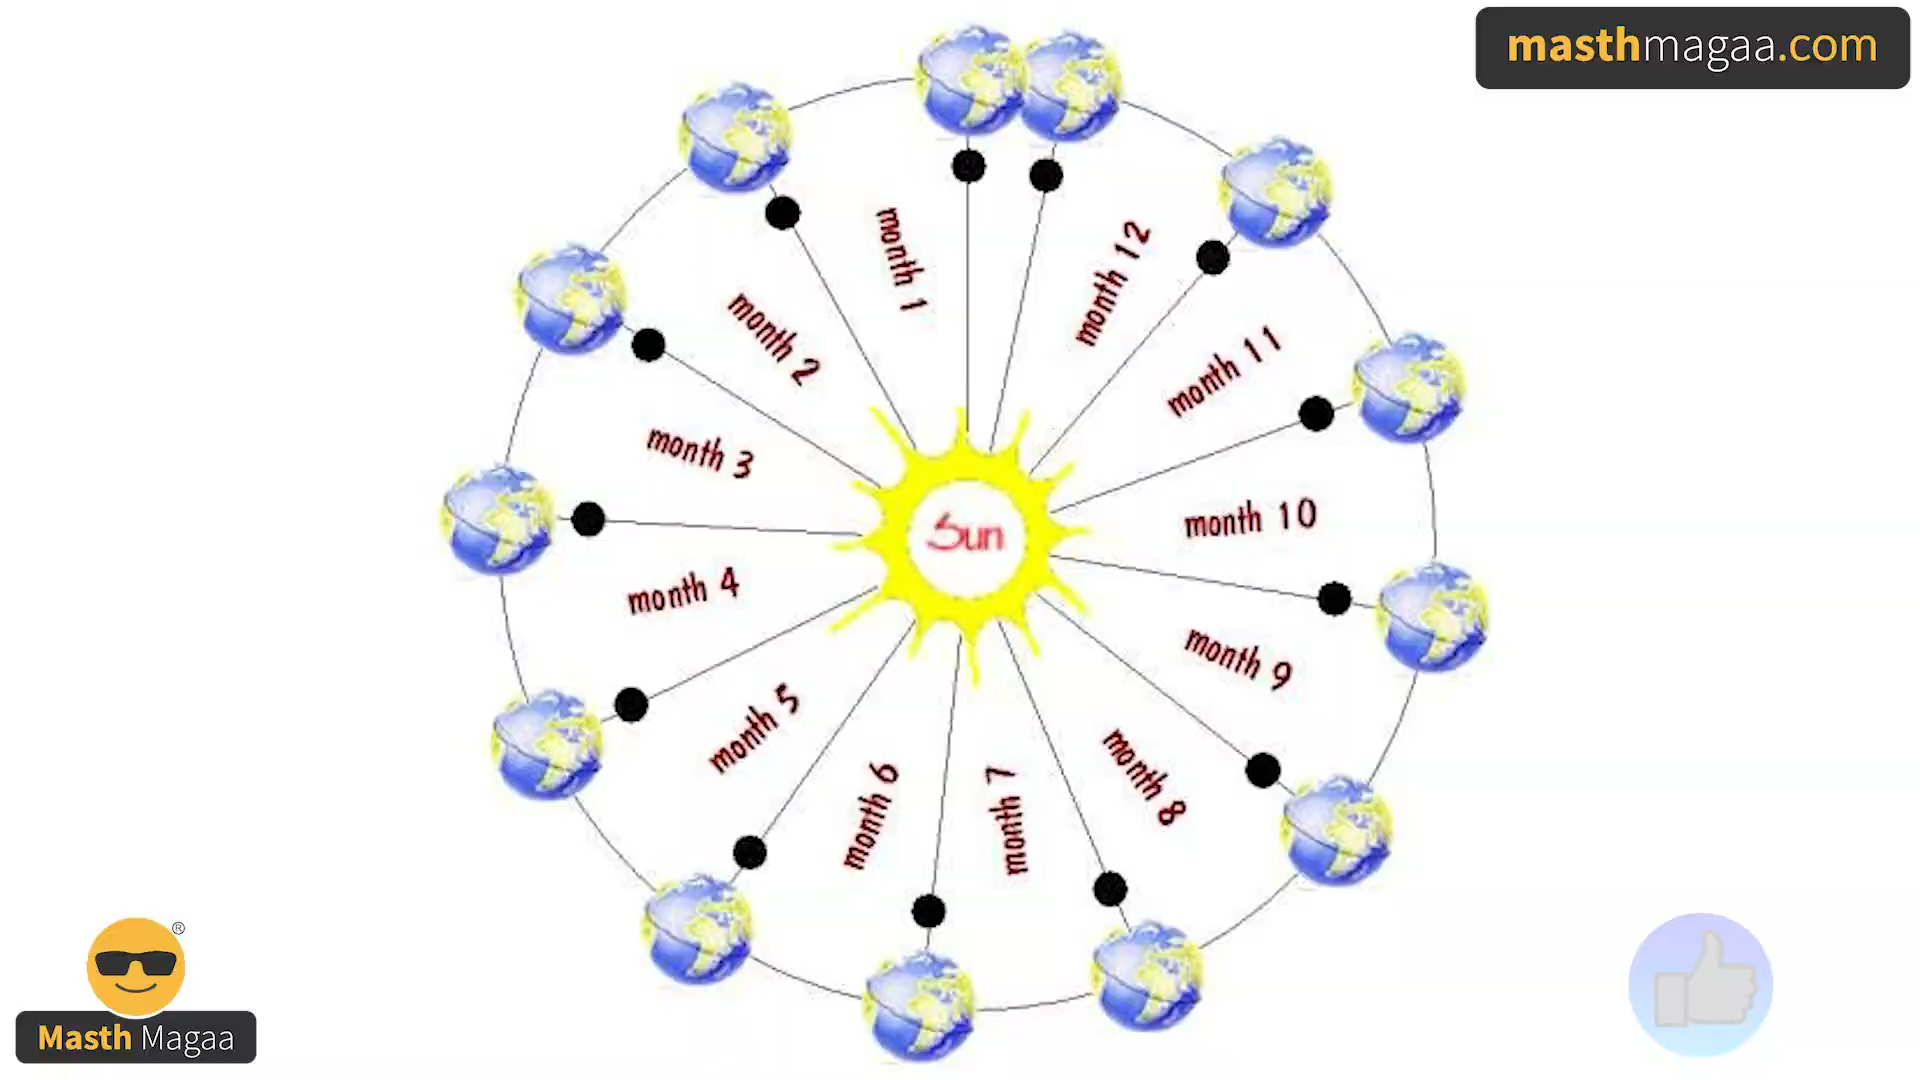 masthmagaa.com
month 1
month 12
month 2
month 11
month 3
month 10
Sun
month 4
month 9
month 5
month 6
month 7
month 8
®
Masth Magaa